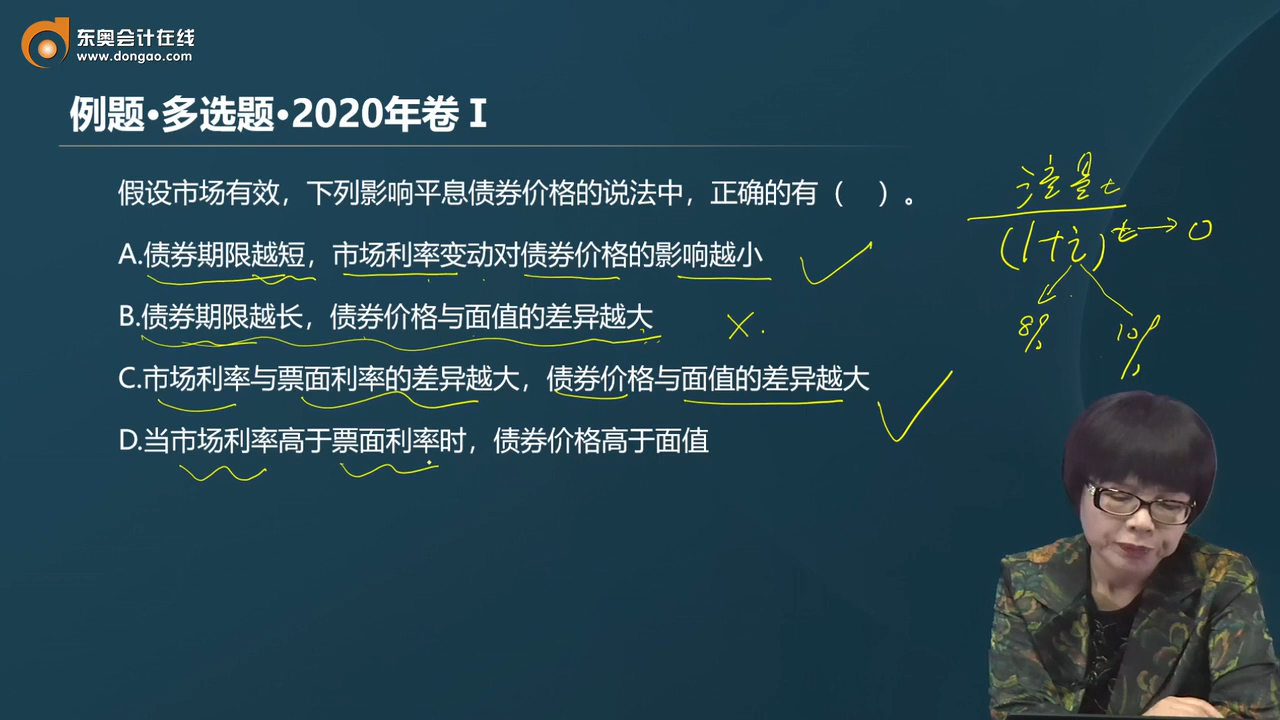 东奥会计在线
www.dongao.com
例题·多选题·2020年卷Ⅰ
假设市场有效，下列影响平息债券价格的说法中，正确的有（ ）。
A.债券期限越短，市场利率变动对债券价格的影响越小
B.债券期限越长，债券价格与面值的差异越大
C.市场利率与票面利率的差异越大，债券价格与面值的差异越大
D.当市场利率高于票面利率时，债券价格高于面值
流量t
(1+i)t→0
8% 10%